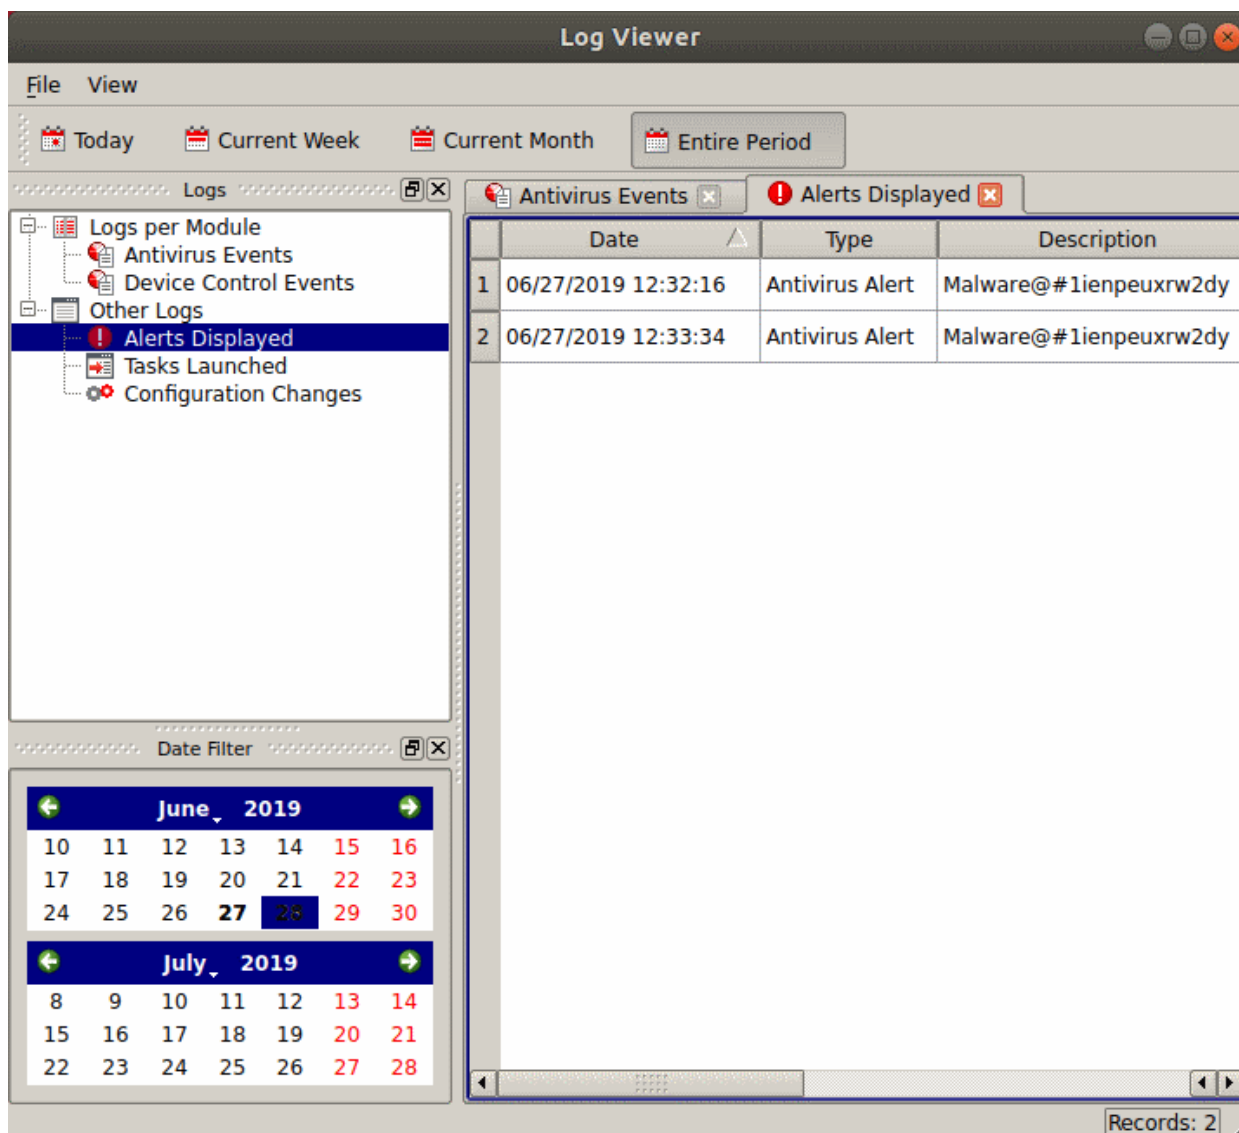 Log Viewer
File View
Today Current Week Current Month Entire Period
Logs
Logs per Module
Antivirus Events
Device Control Events
Other Logs
Alerts Displayed
Tasks Launched
Configuration Changes
Date Filter
June 2019
10 11 12 13 14 15 16
17 18 19 20 21 22 23
24 25 26 27 28 29 30
July 2019
8 9 10 11 12 13 14
15 16 17 18 19 20 21
22 23 24 25 26 27 28
Antivirus Events Alerts Displayed
Date Type Description
1 06/27/2019 12:32:16 Antivirus Alert Malware@#1ienpeuxrw2dy
2 06/27/2019 12:33:34 Antivirus Alert Malware@#1ienpeuxrw2dy
Records: 2